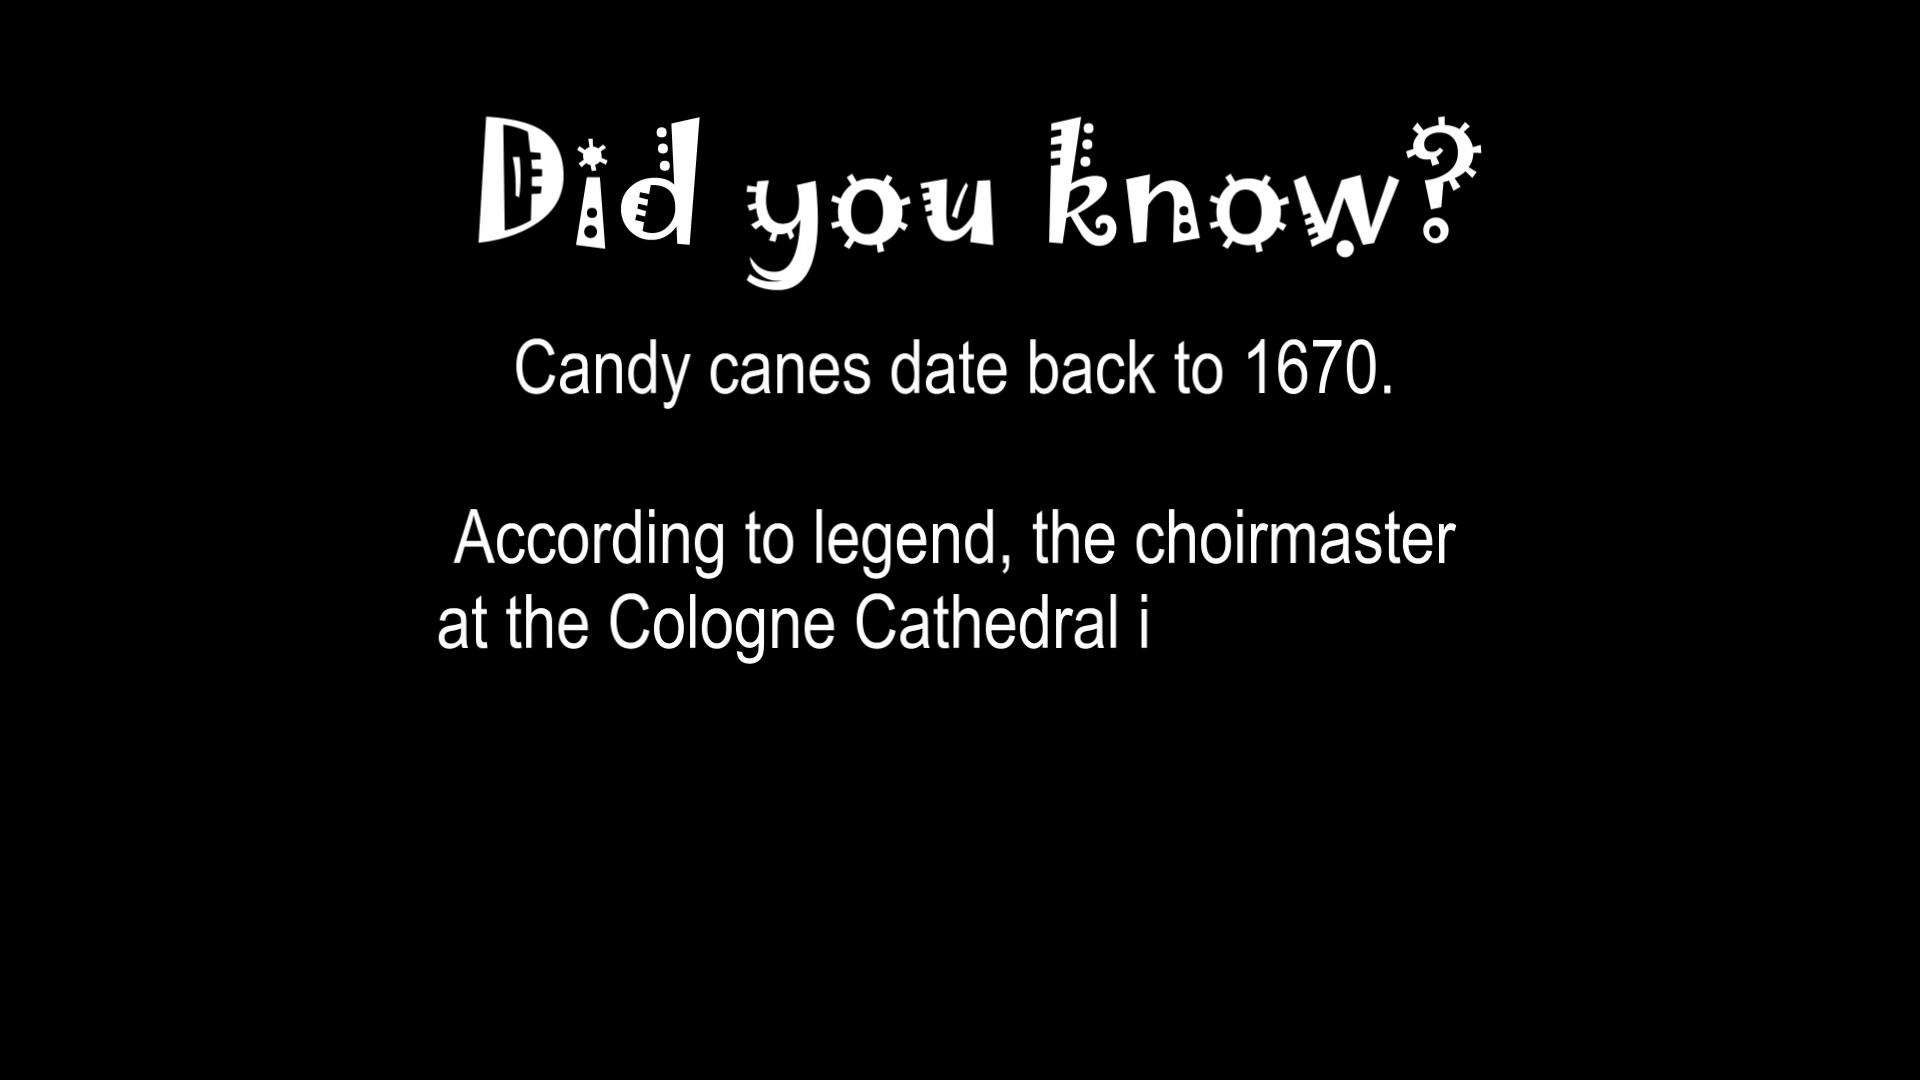 Did you know?
Candy canes date back to 1670.
According to legend, the choirmaster
at the Cologne Cathedral i